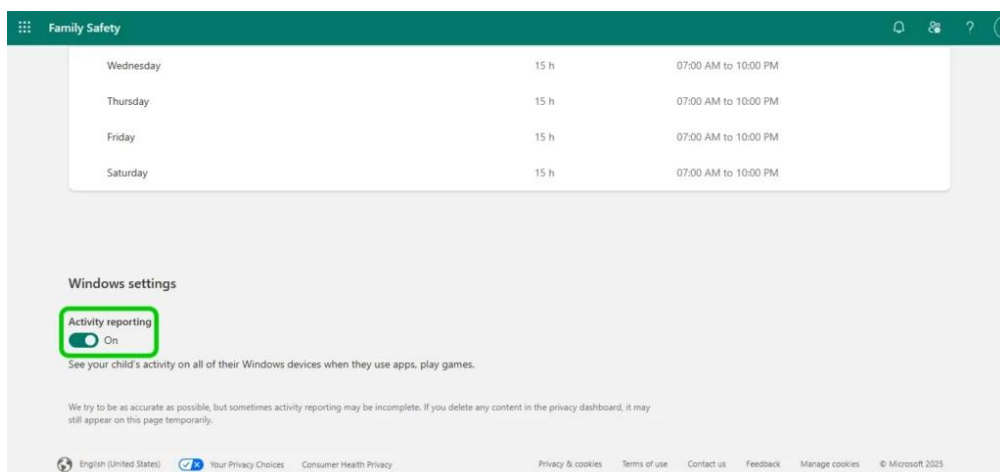 Family Safety
?
Wednesday 15 h 07:00 AM to 10:00 PM
Thursday 15 h 07:00 AM to 10:00 PM
Friday 15 h 07:00 AM to 10:00 PM
Saturday 15 h 07:00 AM to 10:00 PM
Windows settings
Activity reporting
On
See your child's activity on all of their Windows devices when they use apps, play games.
We try to be as accurate as possible, but sometimes activity reporting may be incomplete. If you delete any content in the privacy dashboard, it may
still appear on this page temporarily.
English (United States) Your Privacy Choices Consumer Health Privacy Privacy & cookies Terms of use Contact us Feedback Manage cookies © Microsoft 2025